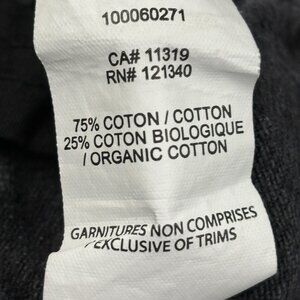 100060271
CA# 11319
RN# 121340
75% COTON / COTTON
25% COTON BIOLOGIQUE
/ ORGANIC COTTON
GARNITURES NON COMPRISES
/ EXCLUSIVE OF TRIMS